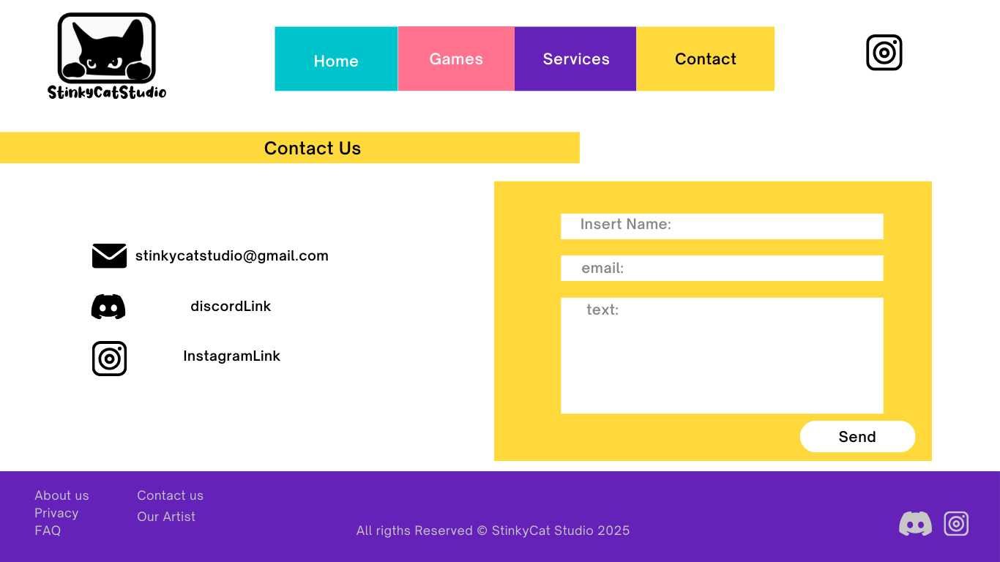 StinkyCatStudio
Home
Games
Services
Contact
Contact Us
stinkycatstudio@gmail.com
discordLink
InstagramLink
Insert Name:
email:
text:
Send
About us
Privacy
FAQ
Contact us
Our Artist
All rigths Reserved © StinkyCat Studio 2025